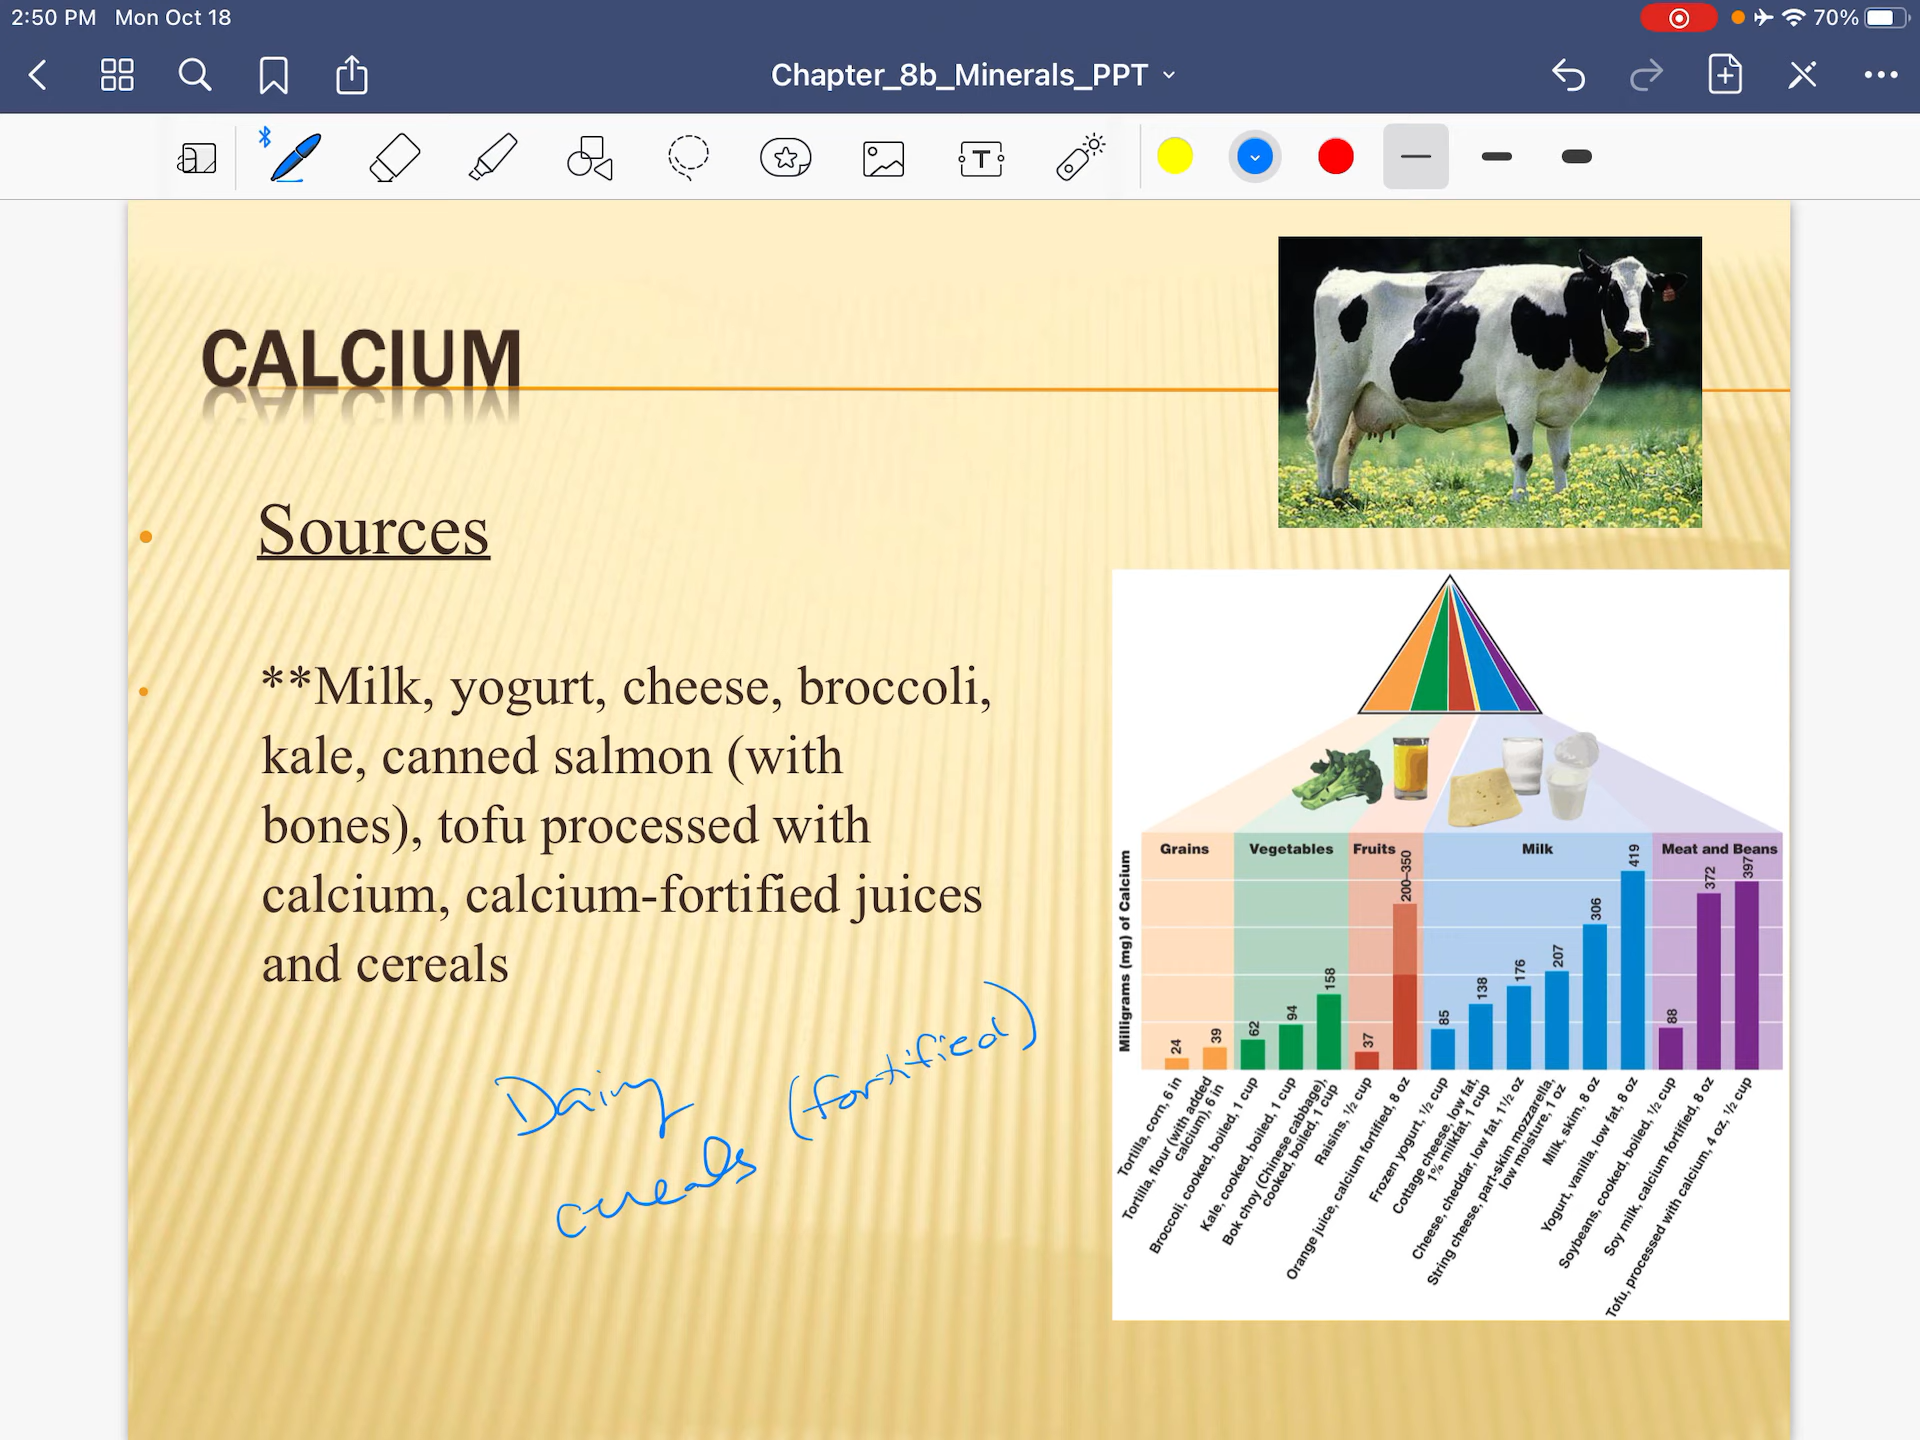 2:50 PM Mon Oct 18
70%
Chapter_8b_Minerals_PPT
CALCIUM
Sources
**Milk, yogurt, cheese, broccoli,
kale, canned salmon (with
bones), tofu processed with
calcium, calcium-fortified juices
and cereals
Dairy
cereals (fortified)
Milligrams (mg) of Calcium
Grains
Vegetables
Fruits
Milk
Meat and Beans
24
39
62
94
158
37
200–350
85
138
176
207
306
419
88
372
397
Tortilla, corn, 6 in
Tortilla, flour (with added
calcium), 6 in
Broccoli, cooked, boiled, 1 cup
Kale, cooked, boiled, 1 cup
Bok choy (Chinese cabbage),
cooked, boiled, 1 cup
Raisins, ½ cup
Orange juice, calcium fortified, 8 oz
Frozen yogurt, ½ cup
Cottage cheese, low fat,
1% milkfat, 1 cup
Cheese, cheddar, low fat, 1½ oz
String cheese, part-skim mozzarella,
low moisture, 1 oz
Milk, skim, 8 oz
Yogurt, vanilla, low fat, 8 oz
Soybeans, cooked, boiled, ½ cup
Soy milk, calcium fortified, 8 oz
Tofu, processed with calcium, 4 oz, ½ cup